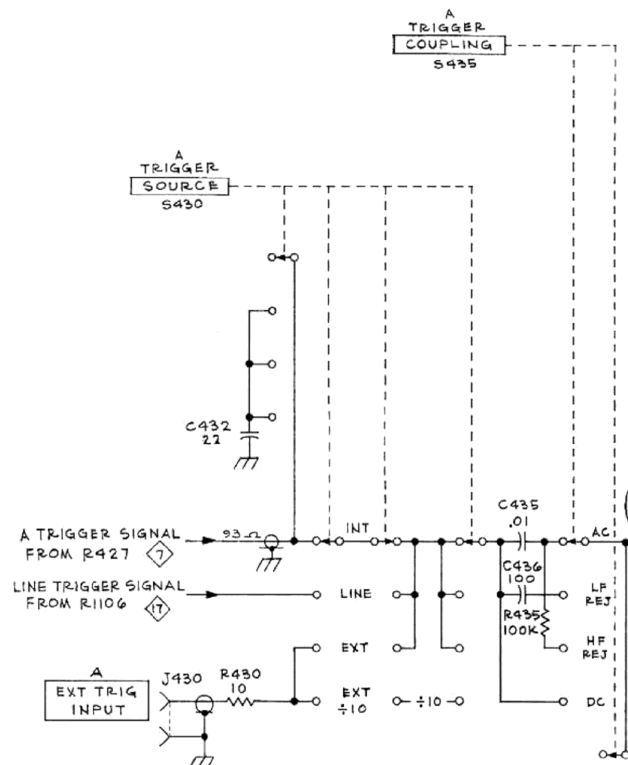 A
TRIGGER
COUPLING
S435
A
TRIGGER
SOURCE
S430
C432
22
A TRIGGER SIGNAL
FROM R427 7
93Ω
INT
C435
.01
AC
LINE TRIGGER SIGNAL
FROM R1106 17
LINE
C436
100
R435
100K
LF
REJ
EXT
HF
REJ
A
EXT TRIG
INPUT
J430
R430
10
EXT
÷10
÷10
DC